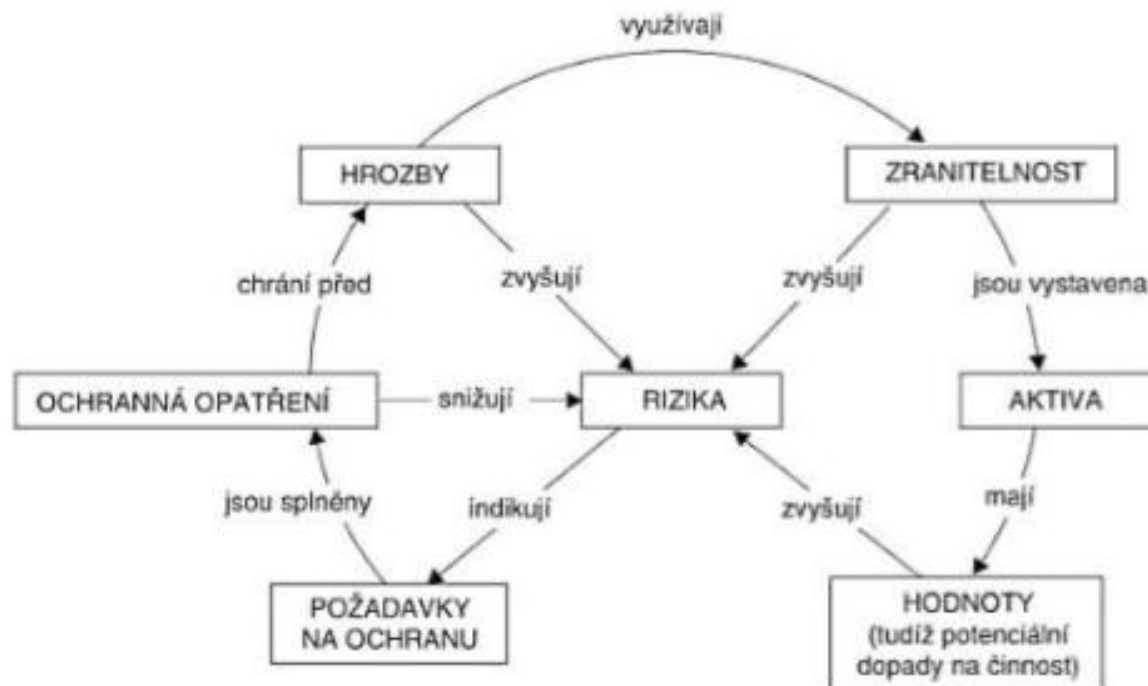 využívají
HROZBY
ZRANITELNOST
chrání před
zvyšují
zvyšují
jsou vystavena
OCHRANNÁ OPATŘENÍ
snižují
RIZIKA
AKTIVA
jsou splněny
indikují
zvyšují
mají
POŽADAVKY
NA OCHRANU
HODNOTY
(tudíž potenciální
dopady na činnost)